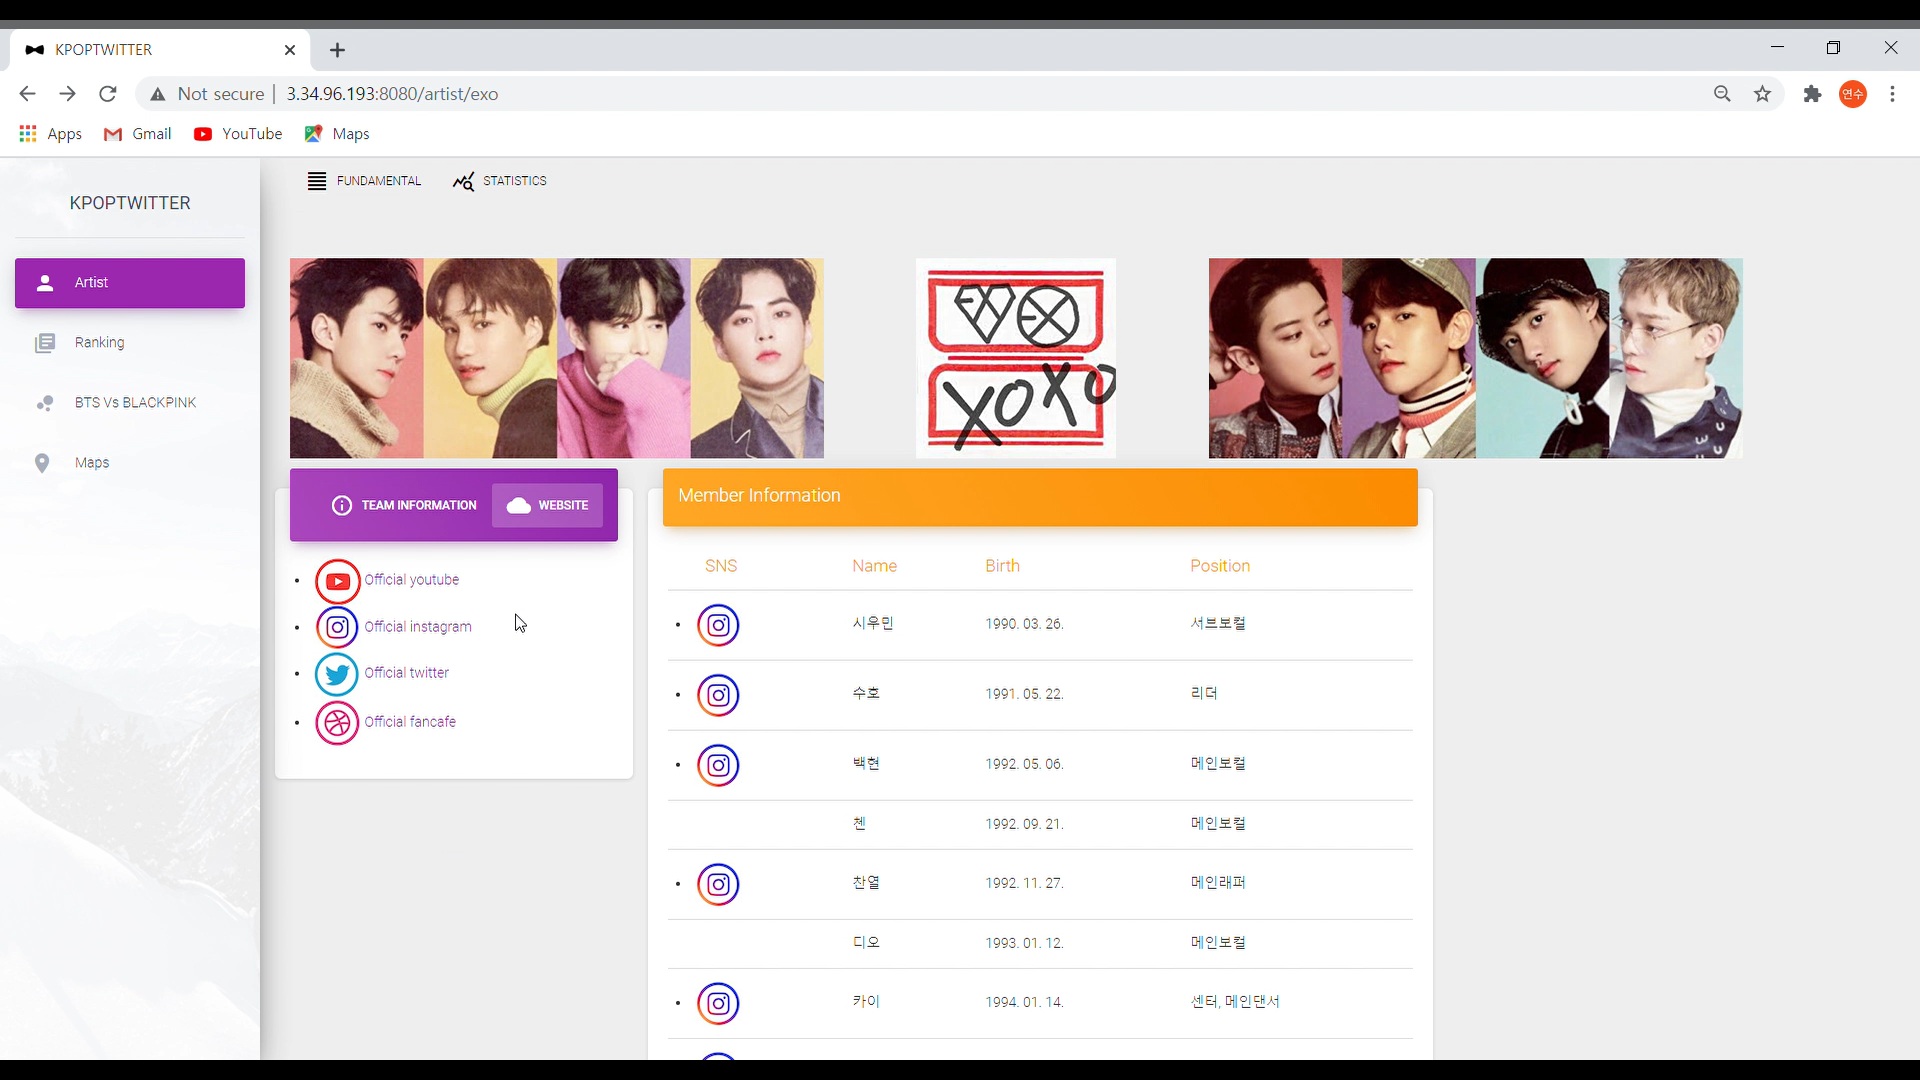 KPOPTWITTER
Not secure | 3.34.96.193:8080/artist/exo
연수
Apps Gmail YouTube Maps
KPOPTWITTER
Artist
Ranking
BTS Vs BLACKPINK
Maps
FUNDAMENTAL STATISTICS
EXO
XOXO
TEAM INFORMATION WEBSITE
Official youtube
Official instagram
Official twitter
Official fancafe
Member Information
SNS Name Birth Position
시우민 1990. 03. 26. 서브보컬
수호 1991. 05. 22. 리더
백현 1992. 05. 06. 메인보컬
첸 1992. 09. 21. 메인보컬
찬열 1992. 11. 27. 메인래퍼
디오 1993. 01. 12. 메인보컬
카이 1994. 01. 14. 센터, 메인댄서